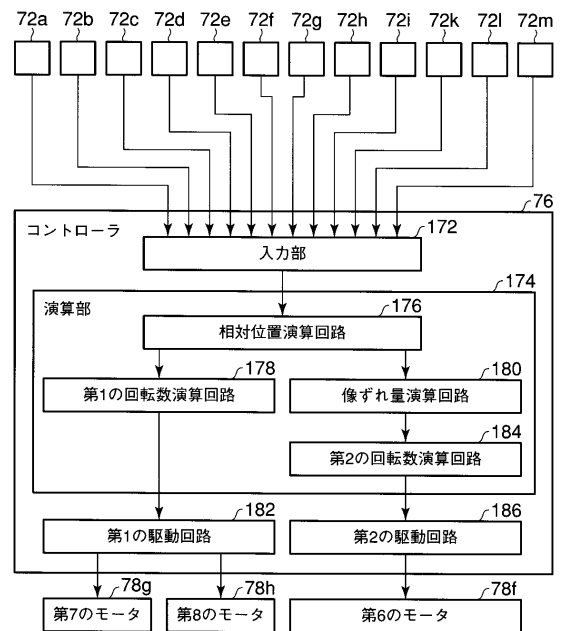 72a 72b 72c 72d 72e 72f 72g 72h 72i 72k 72l 72m
76
コントローラ
172
入力部
174
演算部
176
相対位置演算回路
178
第1の回転数演算回路
180
像ずれ量演算回路
184
第2の回転数演算回路
182
第1の駆動回路
186
第2の駆動回路
78g
第7のモータ
78h
第8のモータ
78f
第6のモータ